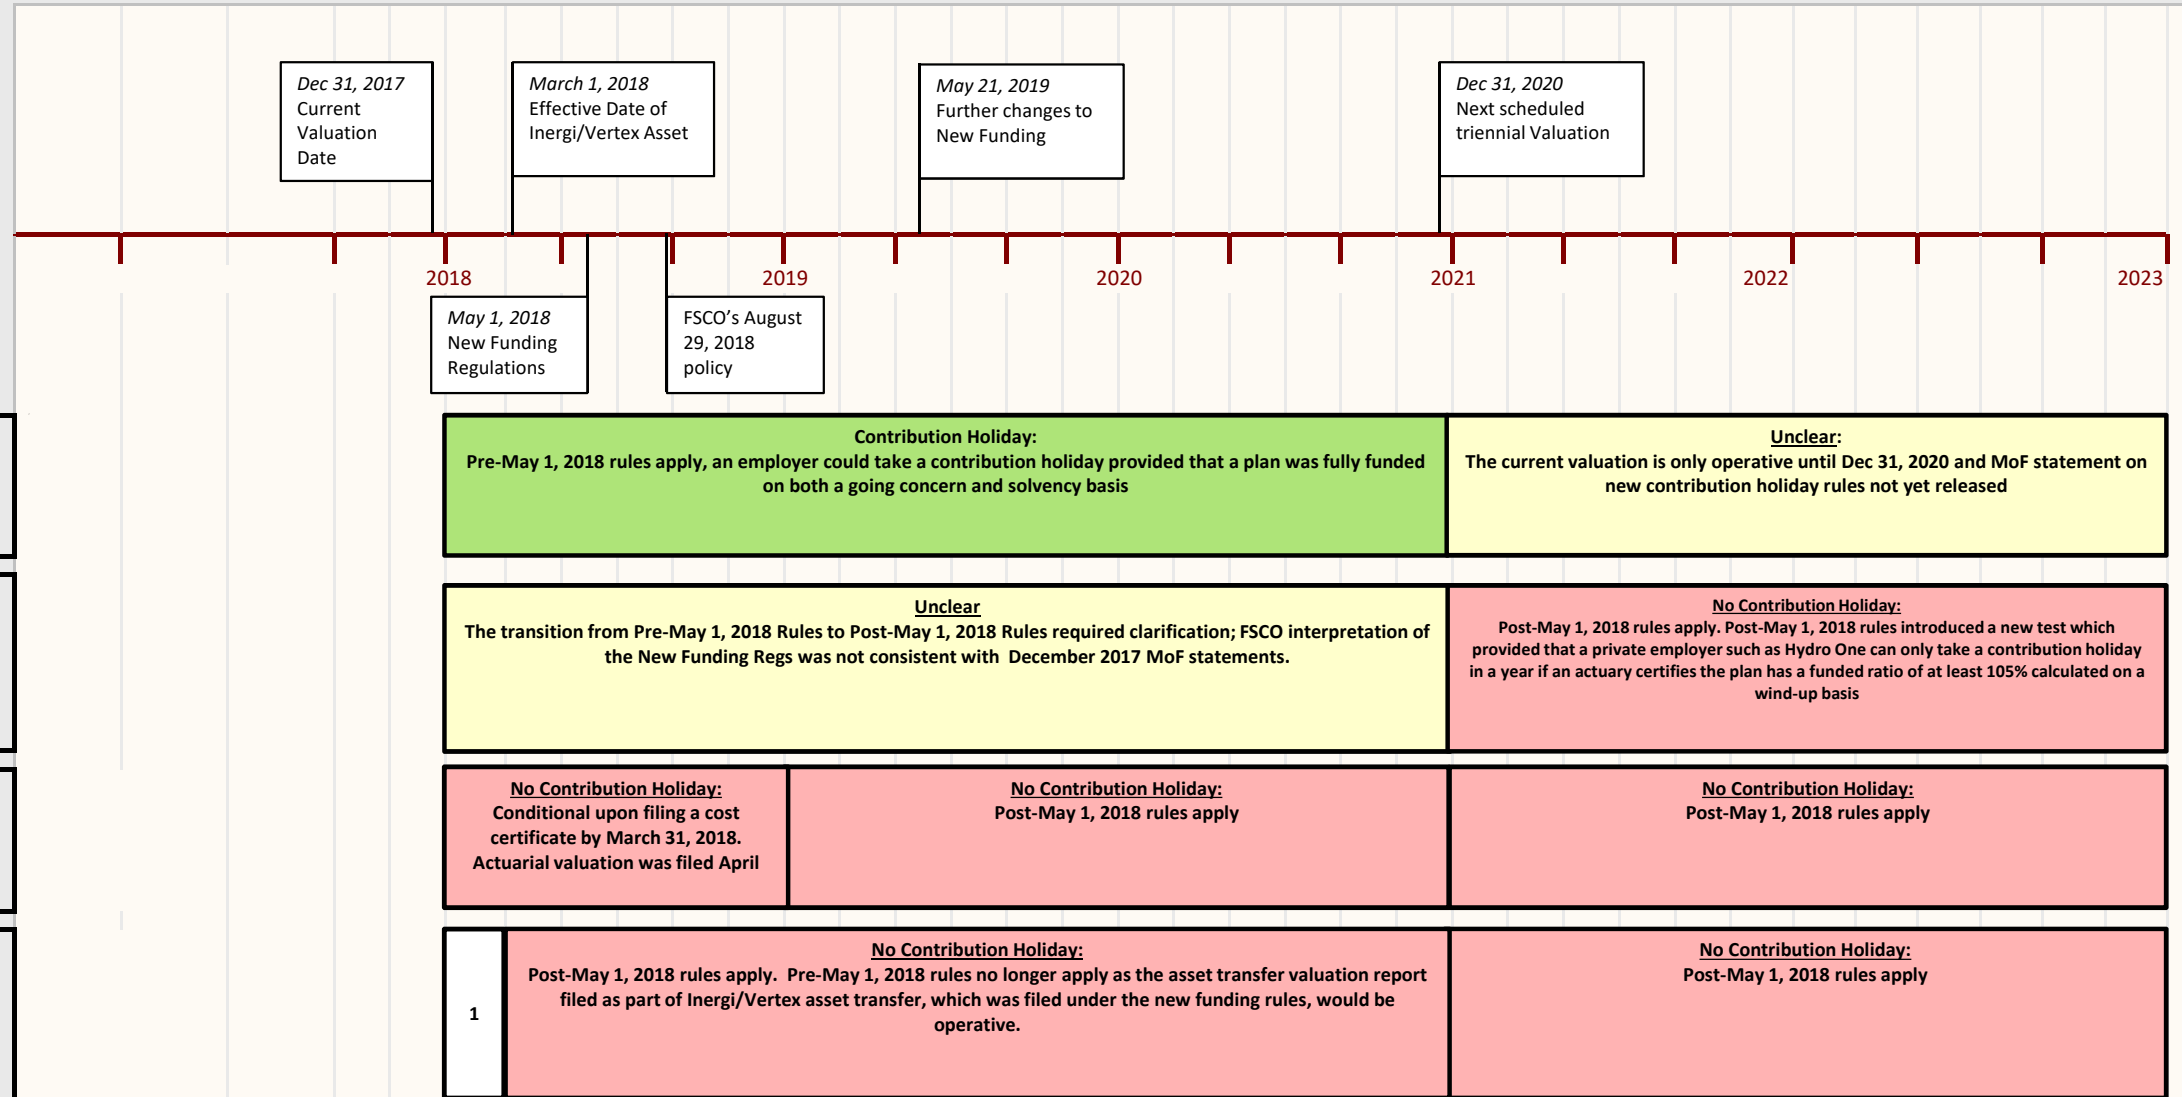 Dec 31, 2017
Current
Valuation
Date
March 1, 2018
Effective Date of
Inergi/Vertex Asset
May 21, 2019
Further changes to
New Funding
Dec 31, 2020
Next scheduled
triennial Valuation
2018
2019
2020
2021
2022
2023
May 1, 2018
New Funding
Regulations
FSCO's August
29, 2018
policy
Contribution Holiday:
Pre-May 1, 2018 rules apply, an employer could take a contribution holiday provided that a plan was fully funded
on both a going concern and solvency basis
Unclear:
The current valuation is only operative until Dec 31, 2020 and MoF statement on
new contribution holiday rules not yet released
Unclear
The transition from Pre-May 1, 2018 Rules to Post-May 1, 2018 Rules required clarification; FSCO interpretation of
the New Funding Regs was not consistent with December 2017 MoF statements.
No Contribution Holiday:
Post-May 1, 2018 rules apply. Post-May 1, 2018 rules introduced a new test which
provided that a private employer such as Hydro One can only take a contribution holiday
in a year if an actuary certifies the plan has a funded ratio of at least 105% calculated on a
wind-up basis
No Contribution Holiday:
Conditional upon filing a cost
certificate by March 31, 2018.
Actuarial valuation was filed April
No Contribution Holiday:
Post-May 1, 2018 rules apply
No Contribution Holiday:
Post-May 1, 2018 rules apply
1
No Contribution Holiday:
Post-May 1, 2018 rules apply. Pre-May 1, 2018 rules no longer apply as the asset transfer valuation report
filed as part of Inergi/Vertex asset transfer, which was filed under the new funding rules, would be
operative.
No Contribution Holiday:
Post-May 1, 2018 rules apply